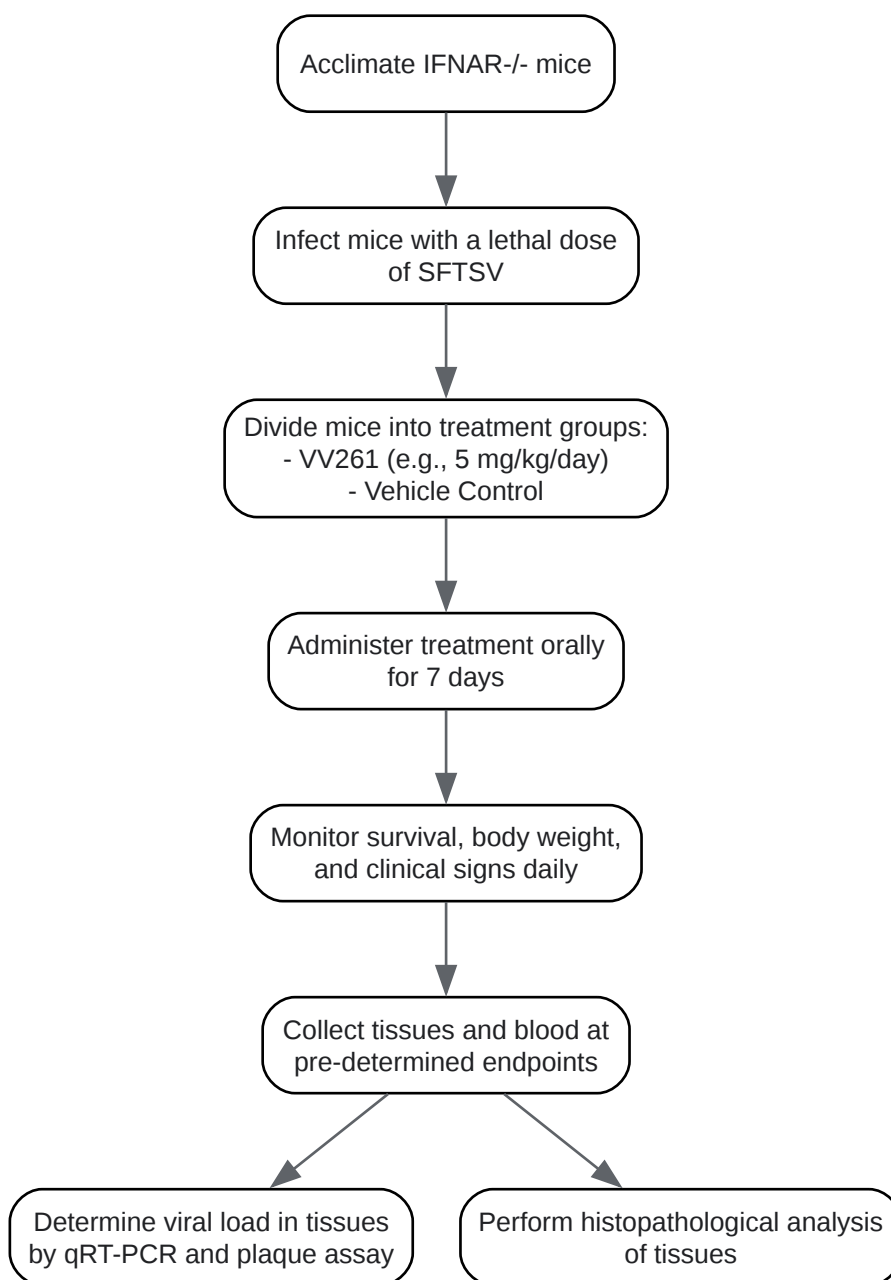 Acclimate IFNAR-/- mice
Infect mice with a lethal dose
of SFTSV
Divide mice into treatment groups:
- VV261 (e.g., 5 mg/kg/day)
- Vehicle Control
Administer treatment orally
for 7 days
Monitor survival, body weight,
and clinical signs daily
Collect tissues and blood at
pre-determined endpoints
Determine viral load in tissues
by qRT-PCR and plaque assay
Perform histopathological analysis
of tissues